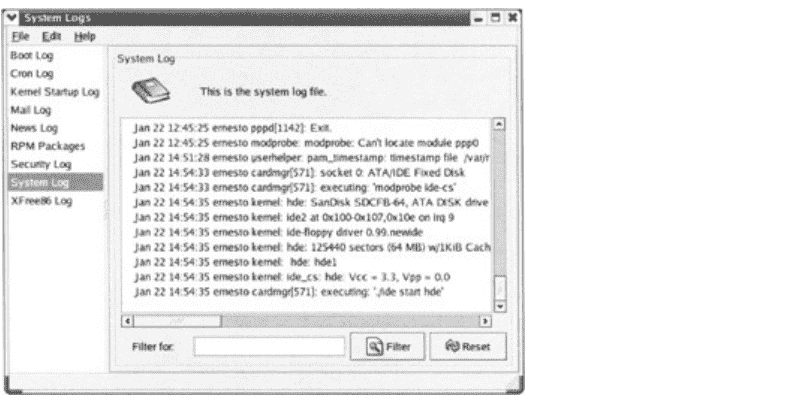 System Logs
File Edit Help
Boot Log
Cron Log
Kernel Startup Log
Mail Log
News Log
RPM Packages
Security Log
System Log
XFree86 Log
System Log
This is the system log file.
Jan 22 12:45:25 ernesto pppd[1142]: Exit.
Jan 22 12:45:25 ernesto modprobe: modprobe: Can't locate module ppp0
Jan 22 14:51:28 ernesto userhelper: pam_timestamp: timestamp file /var/r
Jan 22 14:54:33 ernesto cardmgr[571]: socket 0: ATA/IDE Fixed Disk
Jan 22 14:54:33 ernesto cardmgr[571]: executing: 'modprobe ide-cs'
Jan 22 14:54:35 ernesto kernel: hde: SanDisk SDCFB-64, ATA DISK drive
Jan 22 14:54:35 ernesto kernel: ide2 at 0x100-0x107,0x10e on irq 9
Jan 22 14:54:35 ernesto kernel: ide-floppy driver 0.99.newide
Jan 22 14:54:35 ernesto kernel: hde: 125440 sectors (64 MB) w/1KiB Cach
Jan 22 14:54:35 ernesto kernel: hde: hde1
Jan 22 14:54:35 ernesto kernel: ide_cs: hde: Vcc = 3.3, Vpp = 0.0
Jan 22 14:54:35 ernesto cardmgr[571]: executing: './ide start hde'
Filter for: Filter Reset